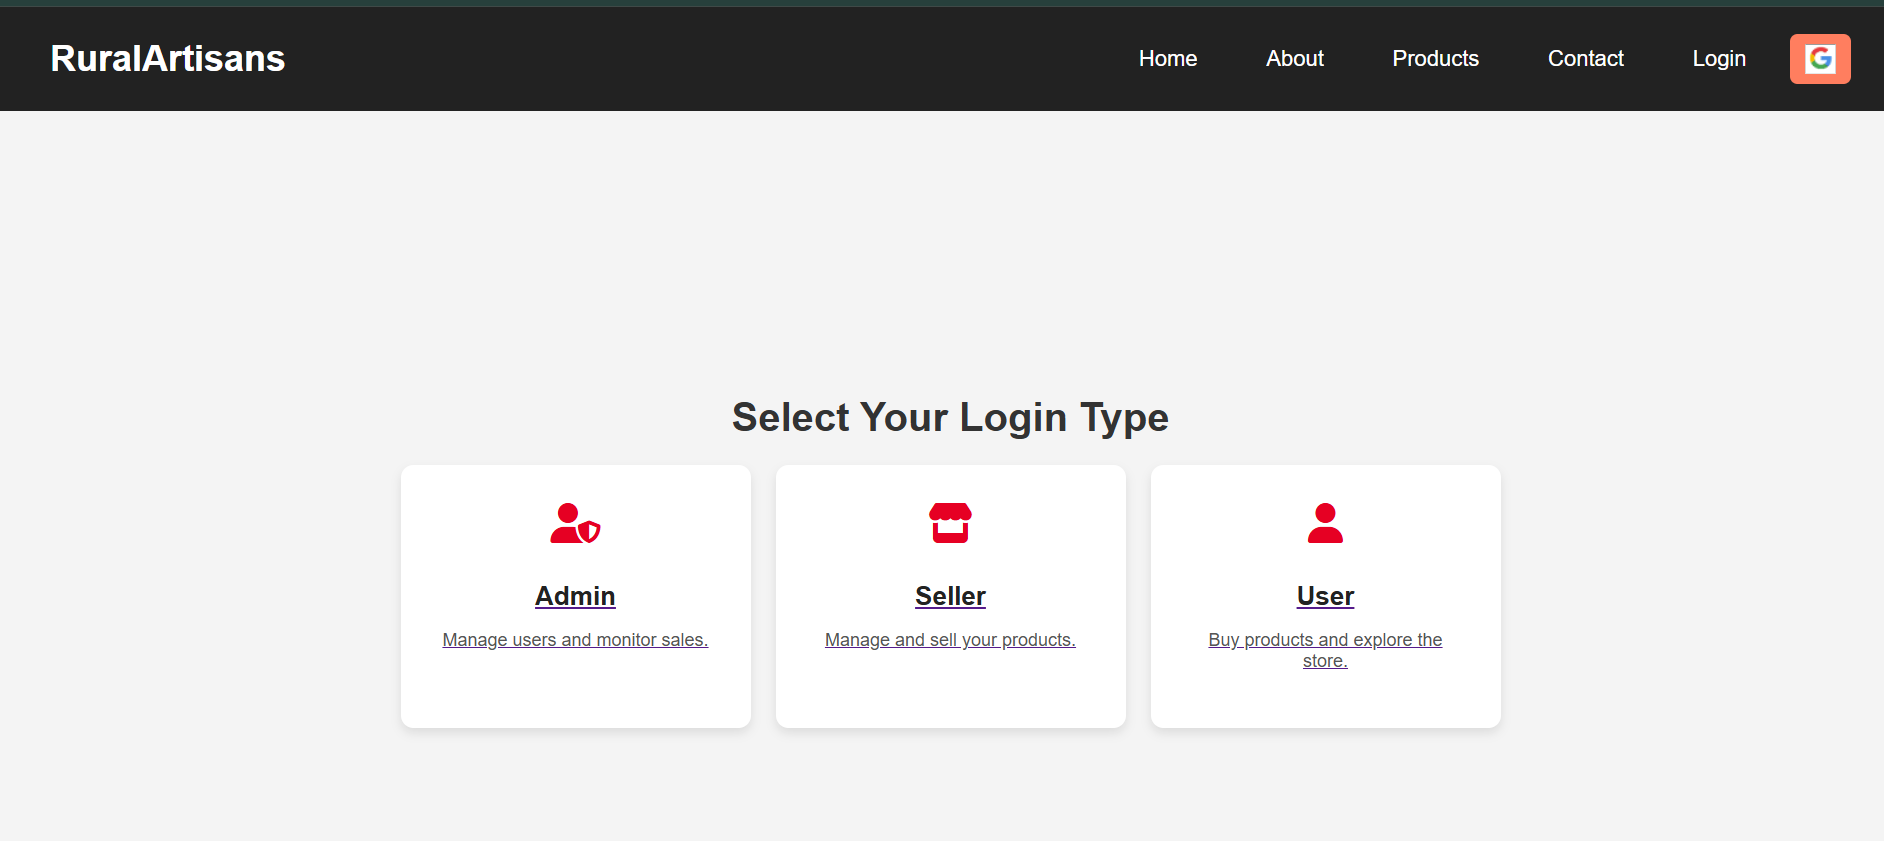 RuralArtisans
Home About Products Contact Login
Select Your Login Type
Admin
Manage users and monitor sales.
Seller
Manage and sell your products.
User
Buy products and explore the
store.